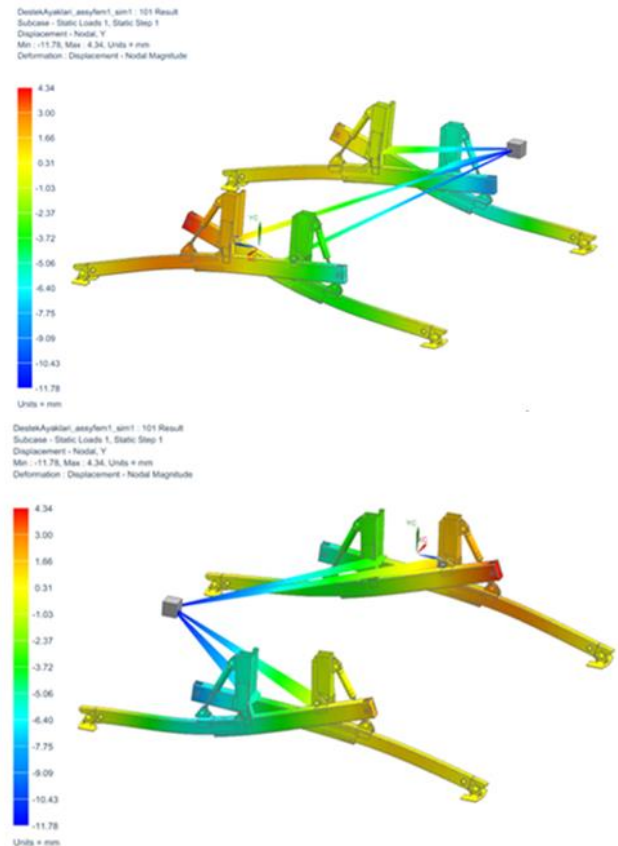 DestekAyaklari_assyfem1_sim1 : 101 Result
Subcase - Static Loads 1, Static Step 1
Displacement - Nodal, Y
Min : -11.78, Max : 4.34, Units = mm
Deformation : Displacement - Nodal Magnitude
4.34
3.00
1.66
0.31
-1.03
-2.37
-3.72
-5.06
-6.40
-7.75
-9.09
-10.43
-11.78
Units = mm
YC
DestekAyaklari_assyfem1_sim1 : 101 Result
Subcase - Static Loads 1, Static Step 1
Displacement - Nodal, Y
Min : -11.78, Max : 4.34, Units = mm
Deformation : Displacement - Nodal Magnitude
4.34
3.00
1.66
0.31
-1.03
-2.37
-3.72
-5.06
-6.40
-7.75
-9.09
-10.43
-11.78
Units = mm
YC